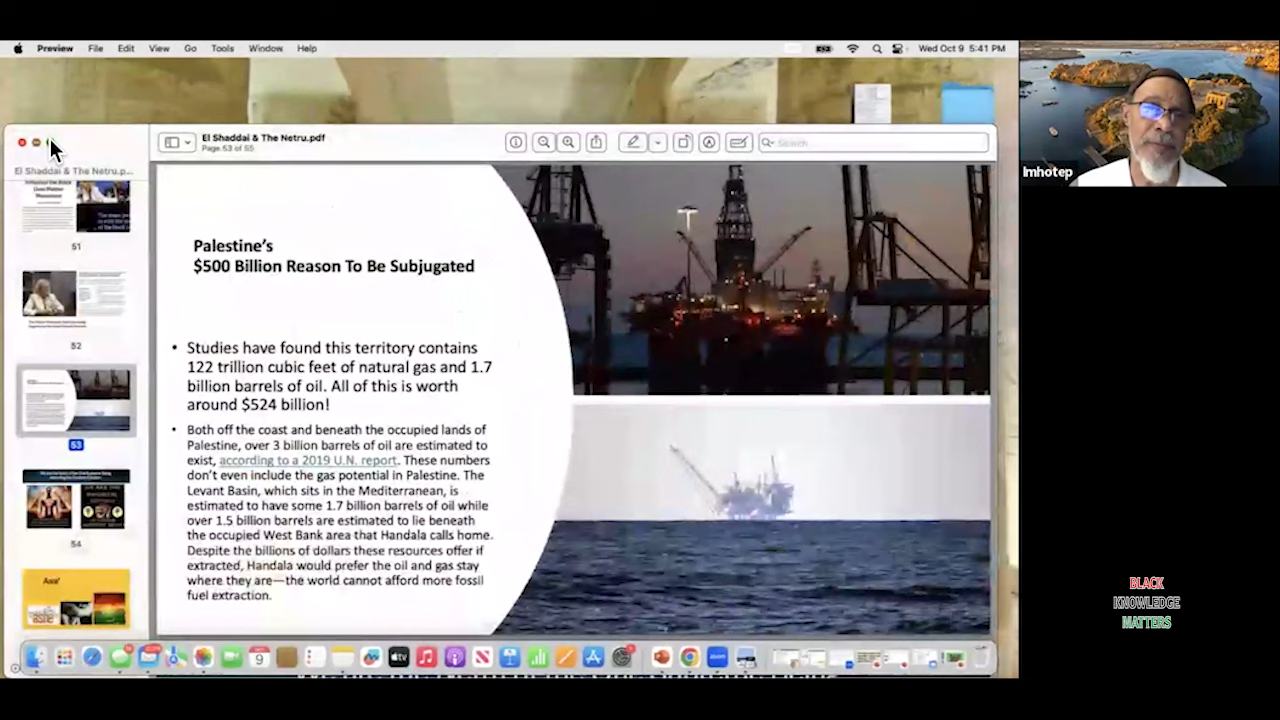 Preview File Edit View Go Tools Window Help
Wed Oct 9 5:41 PM
El Shaddai & The Netru.pdf
Page 53 of 55
Search
El Shaddai & The Netru.p...
51
52
53
54
Palestine's
$500 Billion Reason To Be Subjugated
• Studies have found this territory contains
122 trillion cubic feet of natural gas and 1.7
billion barrels of oil. All of this is worth
around $524 billion!
• Both off the coast and beneath the occupied lands of
Palestine, over 3 billion barrels of oil are estimated to
exist, according to a 2019 U.N. report. These numbers
don't even include the gas potential in Palestine. The
Levant Basin, which sits in the Mediterranean, is
estimated to have some 1.7 billion barrels of oil while
over 1.5 billion barrels are estimated to lie beneath
the occupied West Bank area that Handala calls home.
Despite the billions of dollars these resources offer if
extracted, Handala would prefer the oil and gas stay
where they are—the world cannot afford more fossil
fuel extraction.
Imhotep
BLACK
KNOWLEDGE
MATTERS